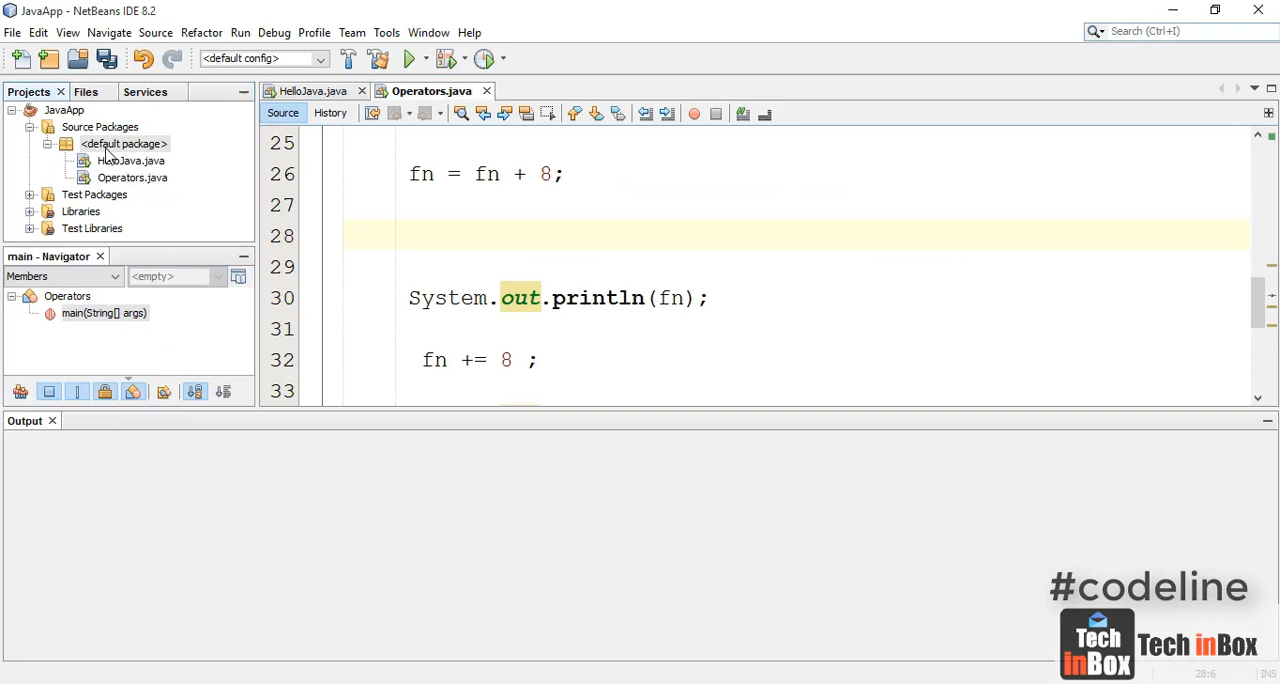 JavaApp - NetBeans IDE 8.2
File Edit View Navigate Source Refactor Run Debug Profile Team Tools Window Help
Search (Ctrl+I)
<default config>
Projects Files Services
HelloJava.java Operators.java
JavaApp
Source Packages
<default package>
HelloJava.java
Operators.java
Test Packages
Libraries
Test Libraries
Source History
25
26 fn = fn + 8;
27
28
29
30 System.out.println(fn);
31
32 fn += 8 ;
33
main - Navigator
Members <empty>
Operators
main(String[] args)
Output
#codeline
Tech inBox Tech inBox
28:6 INS